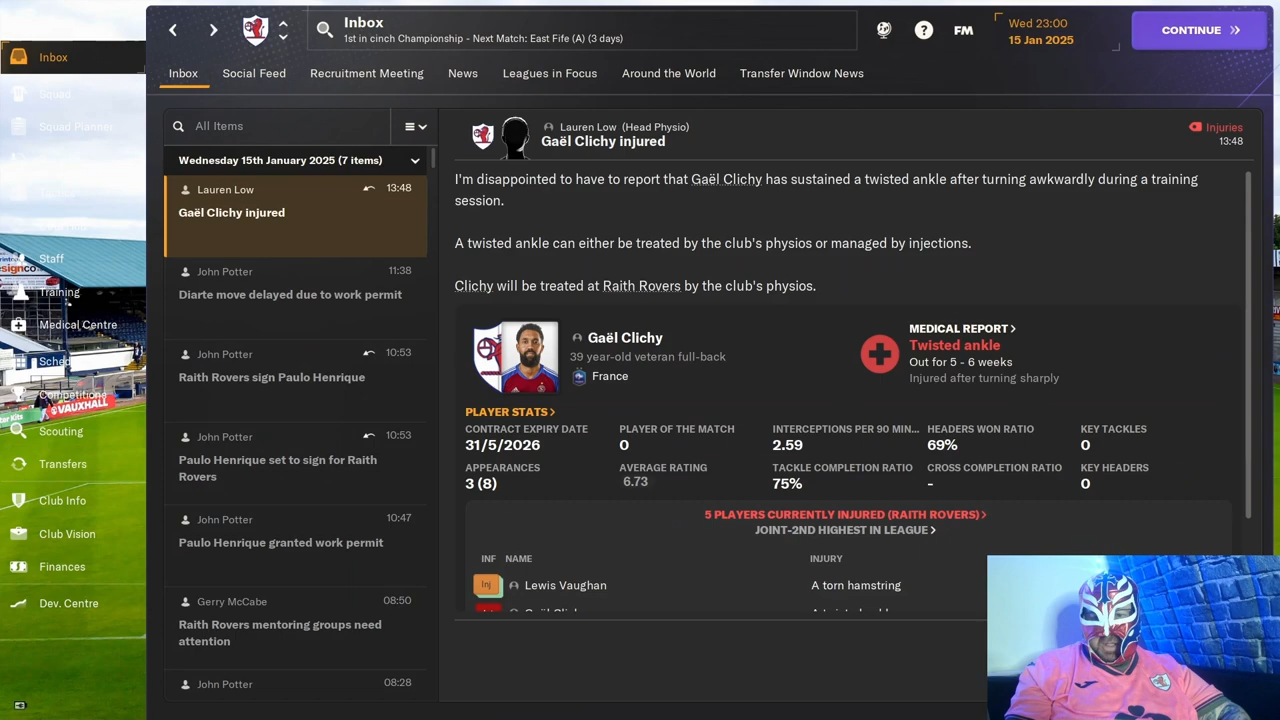 Inbox
1st in cinch Championship - Next Match: East Fife (A) (3 days)
FM
Wed 23:00
15 Jan 2025
CONTINUE
Inbox
Social Feed
Recruitment Meeting
News
Leagues in Focus
Around the World
Transfer Window News
Inbox
Squad
Squad Planner
Staff
Training
Medical Centre
Sched
Competitions
Scouting
Transfers
Club Info
Club Vision
Finances
Dev. Centre
VAUXHALL
All Items
Wednesday 15th January 2025 (7 items)
Lauren Low 13:48
Gaël Clichy injured
John Potter 11:38
Diarte move delayed due to work permit
John Potter 10:53
Raith Rovers sign Paulo Henrique
John Potter 10:53
Paulo Henrique set to sign for Raith
Rovers
John Potter 10:47
Paulo Henrique granted work permit
Gerry McCabe 08:50
Raith Rovers mentoring groups need
attention
John Potter 08:28
Lauren Low (Head Physio)
Gaël Clichy injured
Injuries
13:48
I'm disappointed to have to report that Gaël Clichy has sustained a twisted ankle after turning awkwardly during a training
session.
A twisted ankle can either be treated by the club's physios or managed by injections.
Clichy will be treated at Raith Rovers by the club's physios.
Gaël Clichy
39 year-old veteran full-back
France
MEDICAL REPORT >
Twisted ankle
Out for 5 - 6 weeks
Injured after turning sharply
PLAYER STATS >
CONTRACT EXPIRY DATE PLAYER OF THE MATCH INTERCEPTIONS PER 90 MIN... HEADERS WON RATIO KEY TACKLES
31/5/2026 0 2.59 69% 0
APPEARANCES AVERAGE RATING TACKLE COMPLETION RATIO CROSS COMPLETION RATIO KEY HEADERS
3 (8) 6.73 75% - 0
5 PLAYERS CURRENTLY INJURED (RAITH ROVERS) >
JOINT-2ND HIGHEST IN LEAGUE >
INF NAME INJURY
Inj Lewis Vaughan A torn hamstring